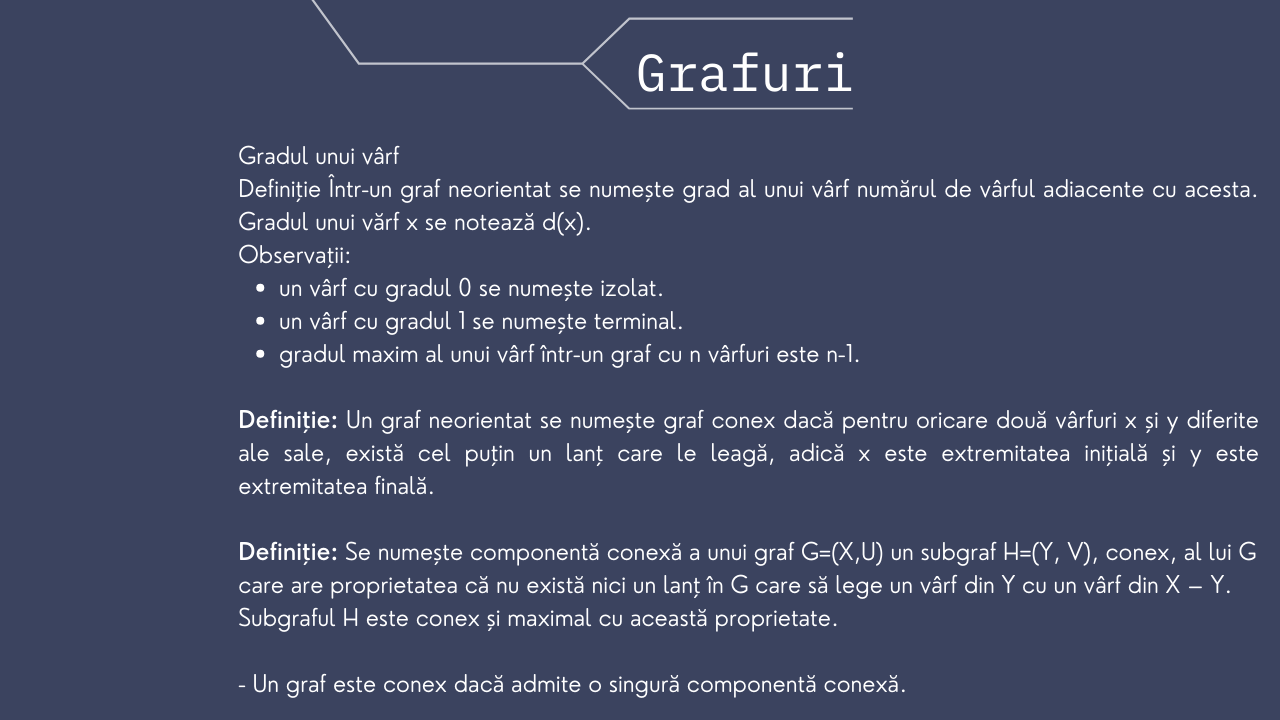 Grafuri
Gradul unui vârf
Definiție Într-un graf neorientat se numește grad al unui vârf numărul de vârful adiacente cu acesta.
Gradul unui vărf x se notează d(x).
Observații:
• un vârf cu gradul 0 se numește izolat.
• un vârf cu gradul 1 se numește terminal.
• gradul maxim al unui vârf într-un graf cu n vârfuri este n-1.
Definiție: Un graf neorientat se numește graf conex dacă pentru oricare două vârfuri x și y diferite
ale sale, există cel puțin un lanț care le leagă, adică x este extremitatea inițială și y este
extremitatea finală.
Definiție: Se numește componentă conexă a unui graf G=(X,U) un subgraf H=(Y, V), conex, al lui G
care are proprietatea că nu există nici un lanț în G care să lege un vârf din Y cu un vârf din X – Y.
Subgraful H este conex și maximal cu această proprietate.
- Un graf este conex dacă admite o singură componentă conexă.